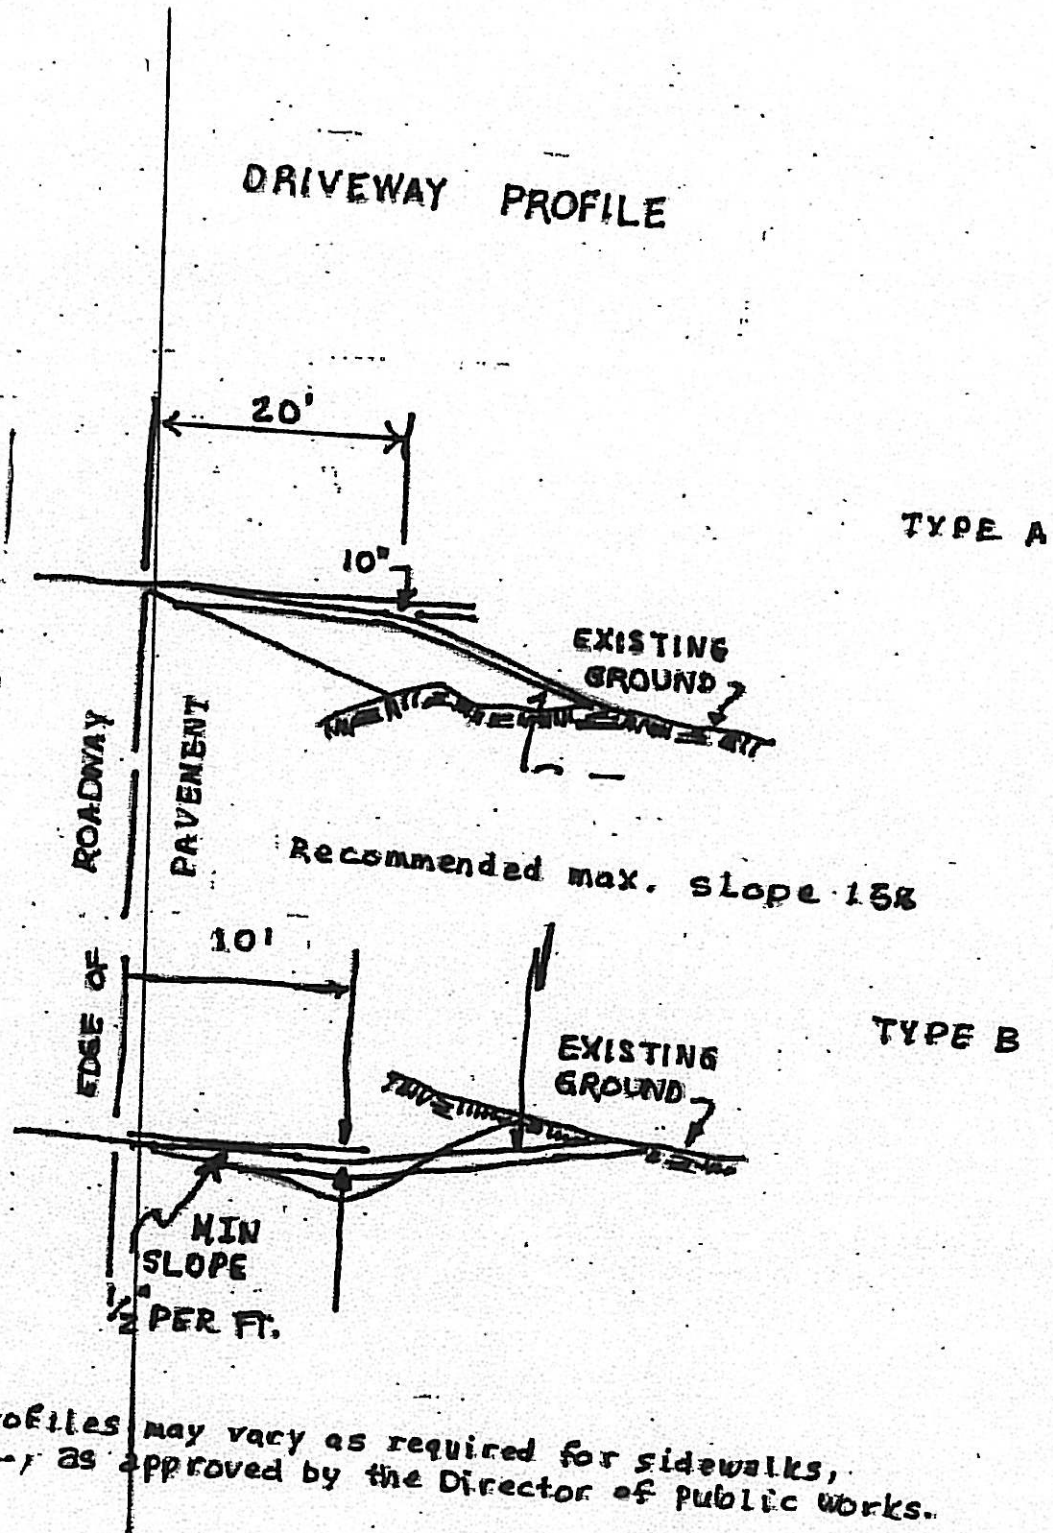 DRIVEWAY PROFILE
20'
TYPE A
10"
EXISTING
GROUND
EDGE OF ROADWAY
PAVEMENT
Recommended max. slope 15%
10'
TYPE B
EXISTING
GROUND
MIN
SLOPE
1/2" PER FT.
may vary as required for sidewalks,
as approved by the Director of Public Works.